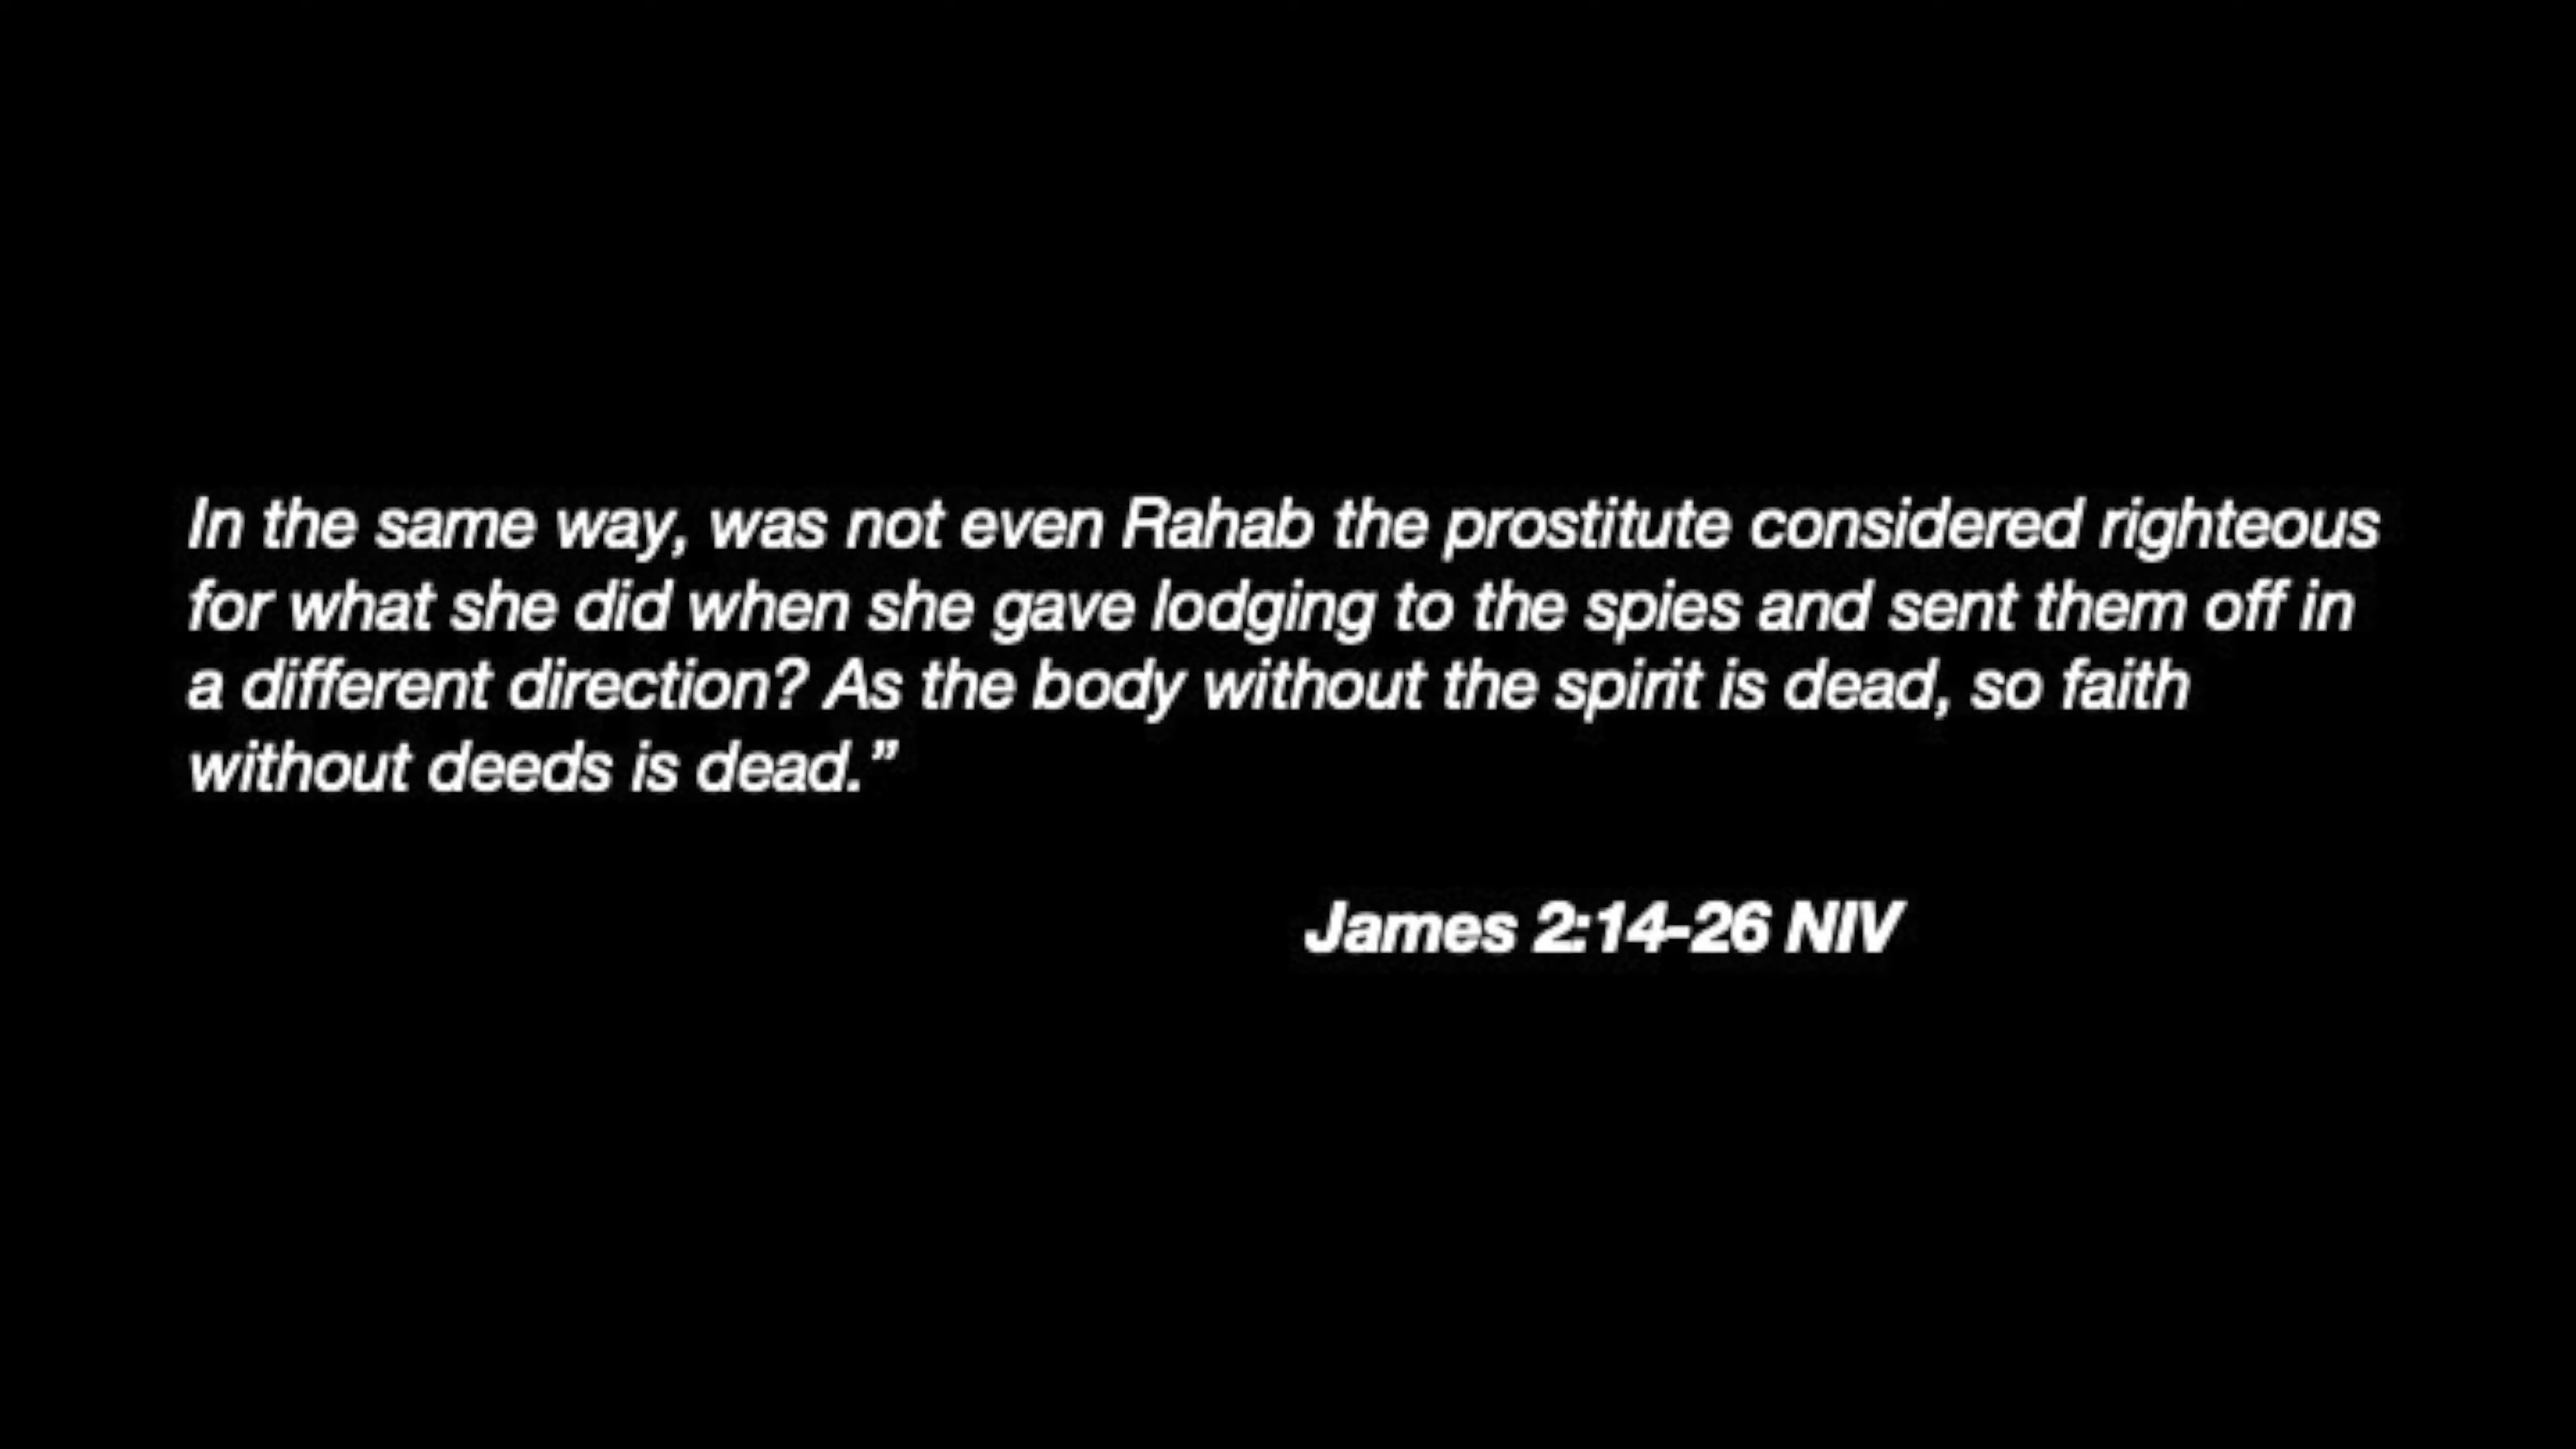 In the same way, was not even Rahab the prostitute considered righteous
for what she did when she gave lodging to the spies and sent them off in
a different direction? As the body without the spirit is dead, so faith
without deeds is dead.”
James 2:14-26 NIV